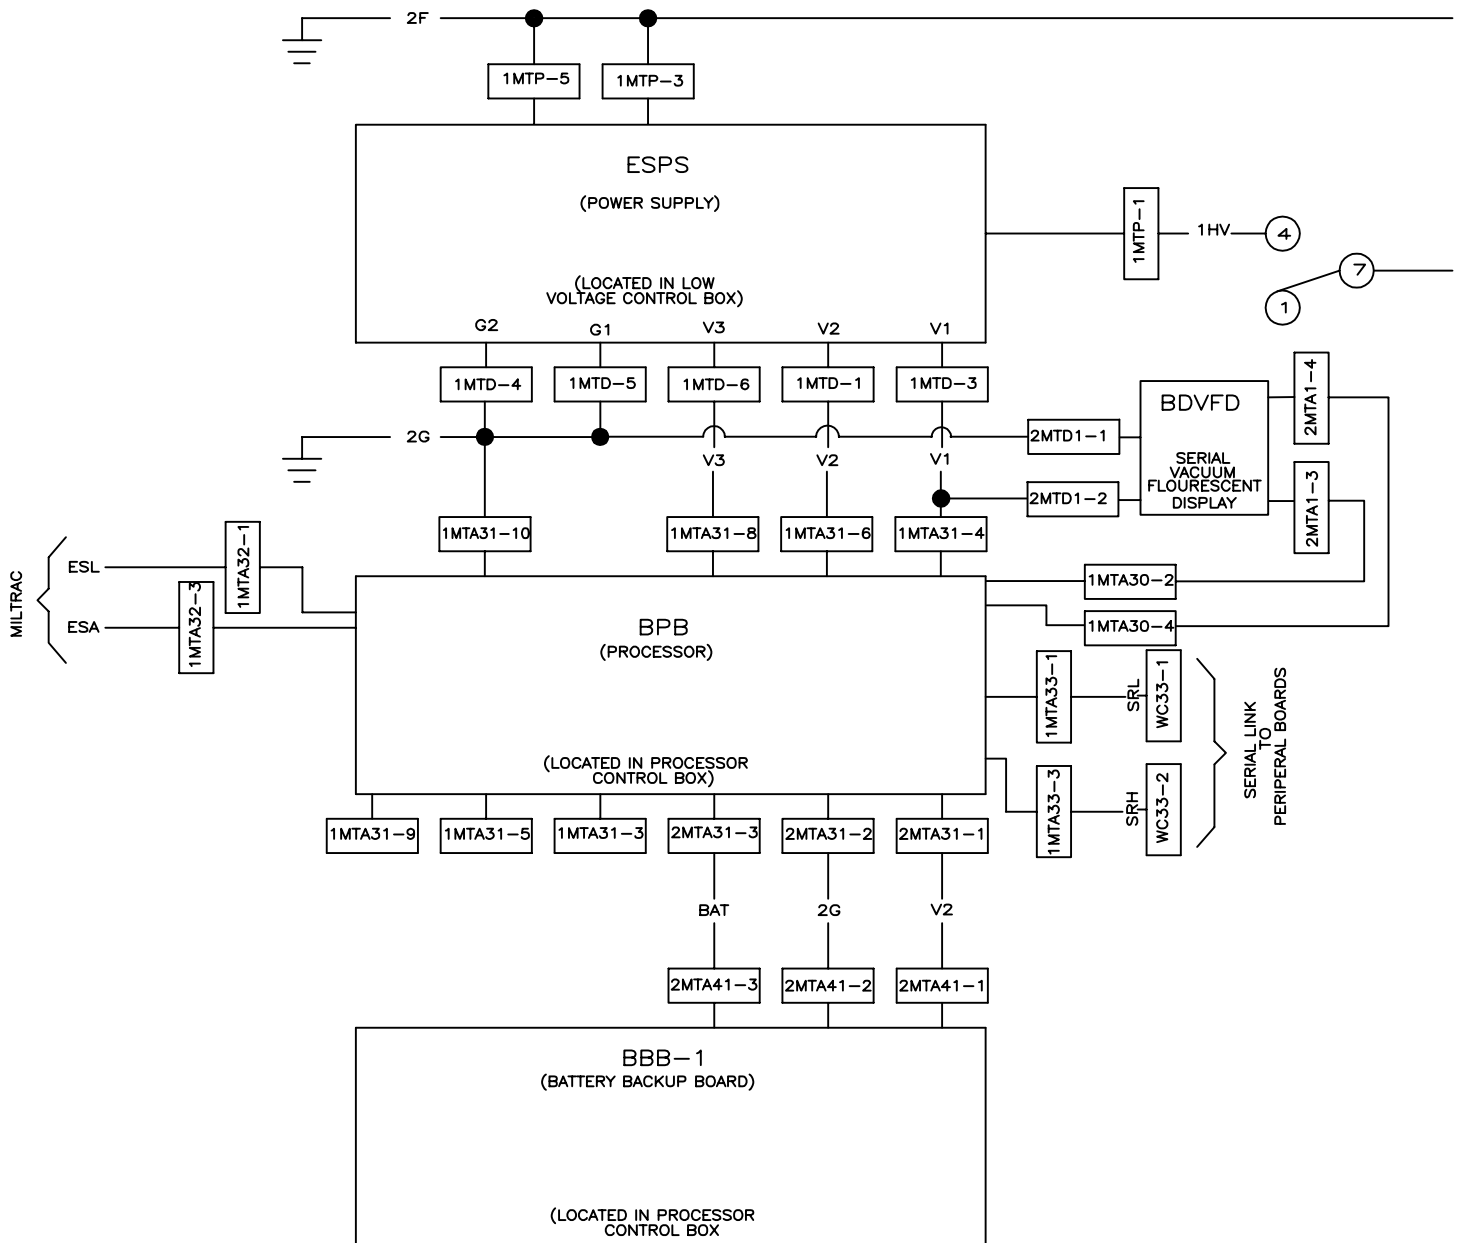 2F
1MTP-5
1MTP-3
ESPS
(POWER SUPPLY)
(LOCATED IN LOW
VOLTAGE CONTROL BOX)
1MTP-1
1HV
4
7
1
G2
G1
V3
V2
V1
1MTD-4
1MTD-5
1MTD-6
1MTD-1
1MTD-3
2G
V3
V2
V1
2MTD1-1
2MTD1-2
BDVFD
SERIAL
VACUUM
FLOURESCENT
DISPLAY
2MTA1-4
2MTA1-3
1MTA31-10
1MTA31-8
1MTA31-6
1MTA31-4
MILTRAC
ESL
ESA
1MTA32-1
1MTA32-3
BPB
(PROCESSOR)
(LOCATED IN PROCESSOR
CONTROL BOX)
1MTA30-2
1MTA30-4
1MTA33-1
SRL
WC33-1
1MTA33-3
SRH
WC33-2
SERIAL LINK
TO
PERIPERAL BOARDS
1MTA31-9
1MTA31-5
1MTA31-3
2MTA31-3
2MTA31-2
2MTA31-1
BAT
2G
V2
2MTA41-3
2MTA41-2
2MTA41-1
BBB-1
(BATTERY BACKUP BOARD)
(LOCATED IN PROCESSOR
CONTROL BOX